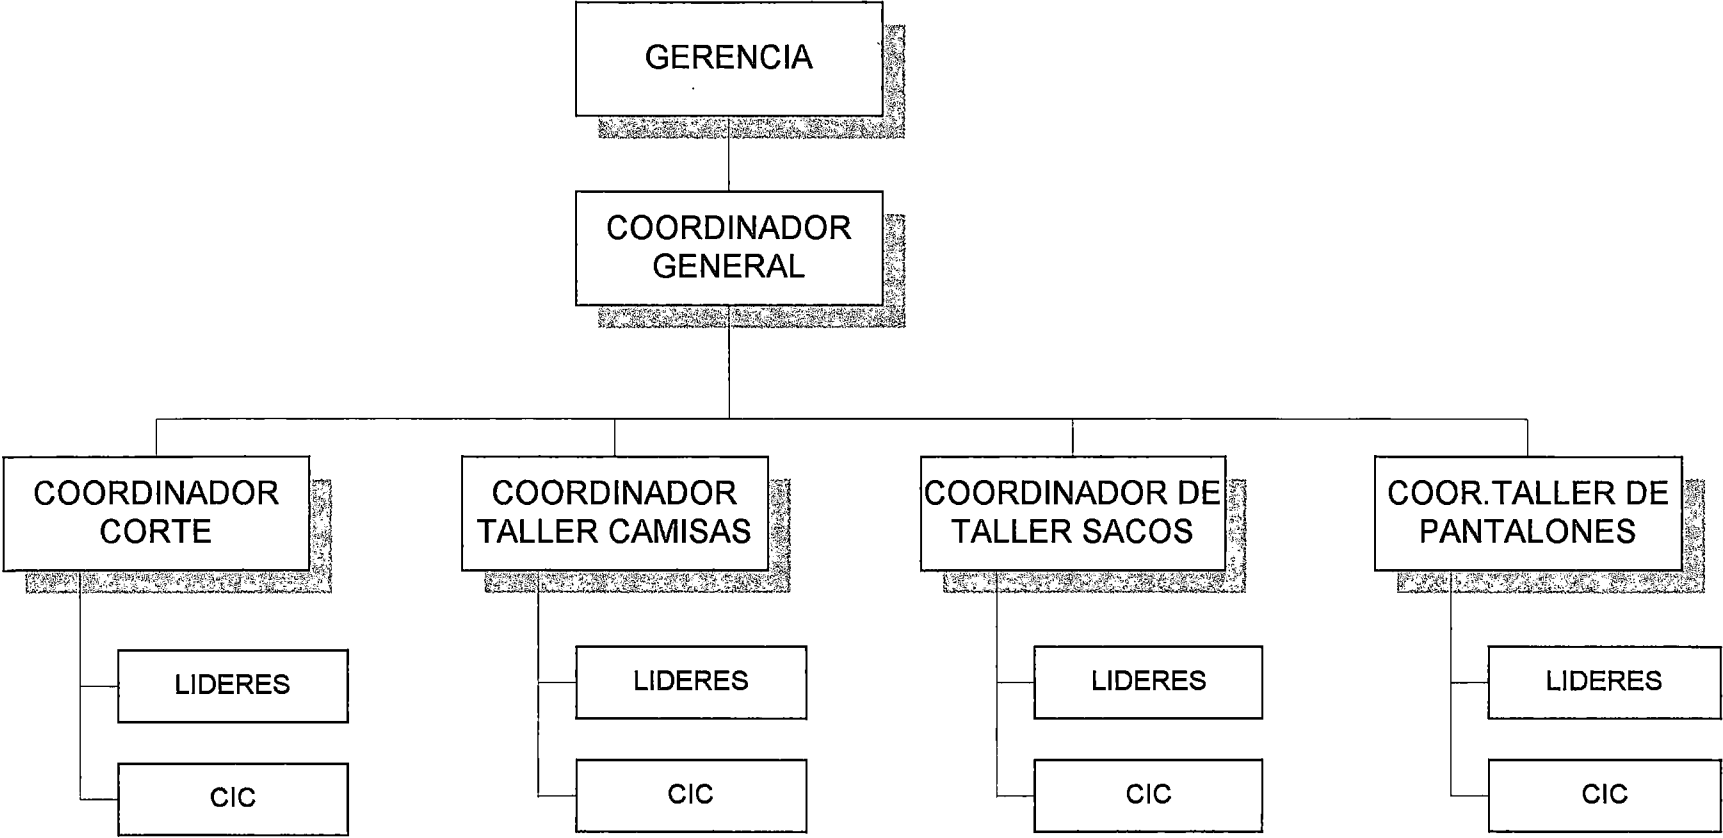 GERENCIA
COORDINADOR
GENERAL
COORDINADOR
CORTE
COORDINADOR
TALLER CAMISAS
COORDINADOR DE
TALLER SACOS
COOR.TALLER DE
PANTALONES
LIDERES
LIDERES
LIDERES
LIDERES
CIC
CIC
CIC
CIC